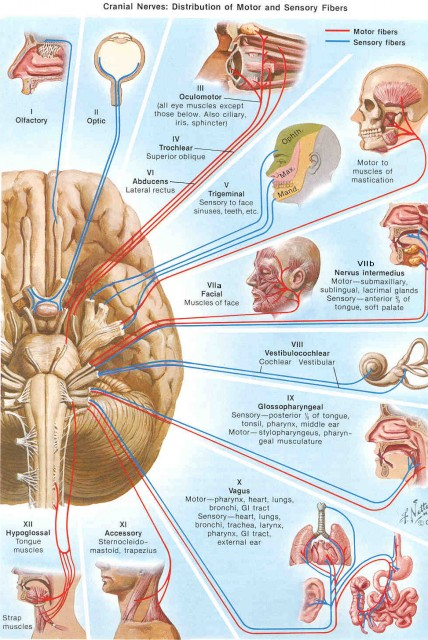 Cranial Nerves: Distribution of Motor and Sensory Fibers
Motor fibers
Sensory fibers
I
Olfactory
II
Optic
III
Oculomotor
(all eye muscles except
those below. Also ciliary,
iris, sphincter)
IV
Trochlear
Superior oblique
VI
Abducens
Lateral rectus
V
Trigeminal
Sensory to face
sinuses, teeth, etc.
Ophth.
Max.
Mand.
Motor to
muscles of
mastication
VIIb
Nervus intermedius
Motor—submaxillary,
sublingual, lacrimal glands
Sensory—anterior ⅔ of
tongue, soft palate
VIIa
Facial
Muscles of face
VIII
Vestibulocochlear
Cochlear Vestibular
IX
Glossopharyngeal
Sensory—posterior ⅓ of tongue,
tonsil, pharynx, middle ear
Motor—stylopharyngeus, pharyn-
geal musculature
X
Vagus
Motor—pharynx, heart, lungs,
bronchi, GI tract
Sensory—heart, lungs,
bronchi, trachea, larynx,
pharynx, GI tract,
external ear
XII
Hypoglossal
Tongue
muscles
XI
Accessory
Sternocleido-
mastoid, trapezius
Strap
muscles